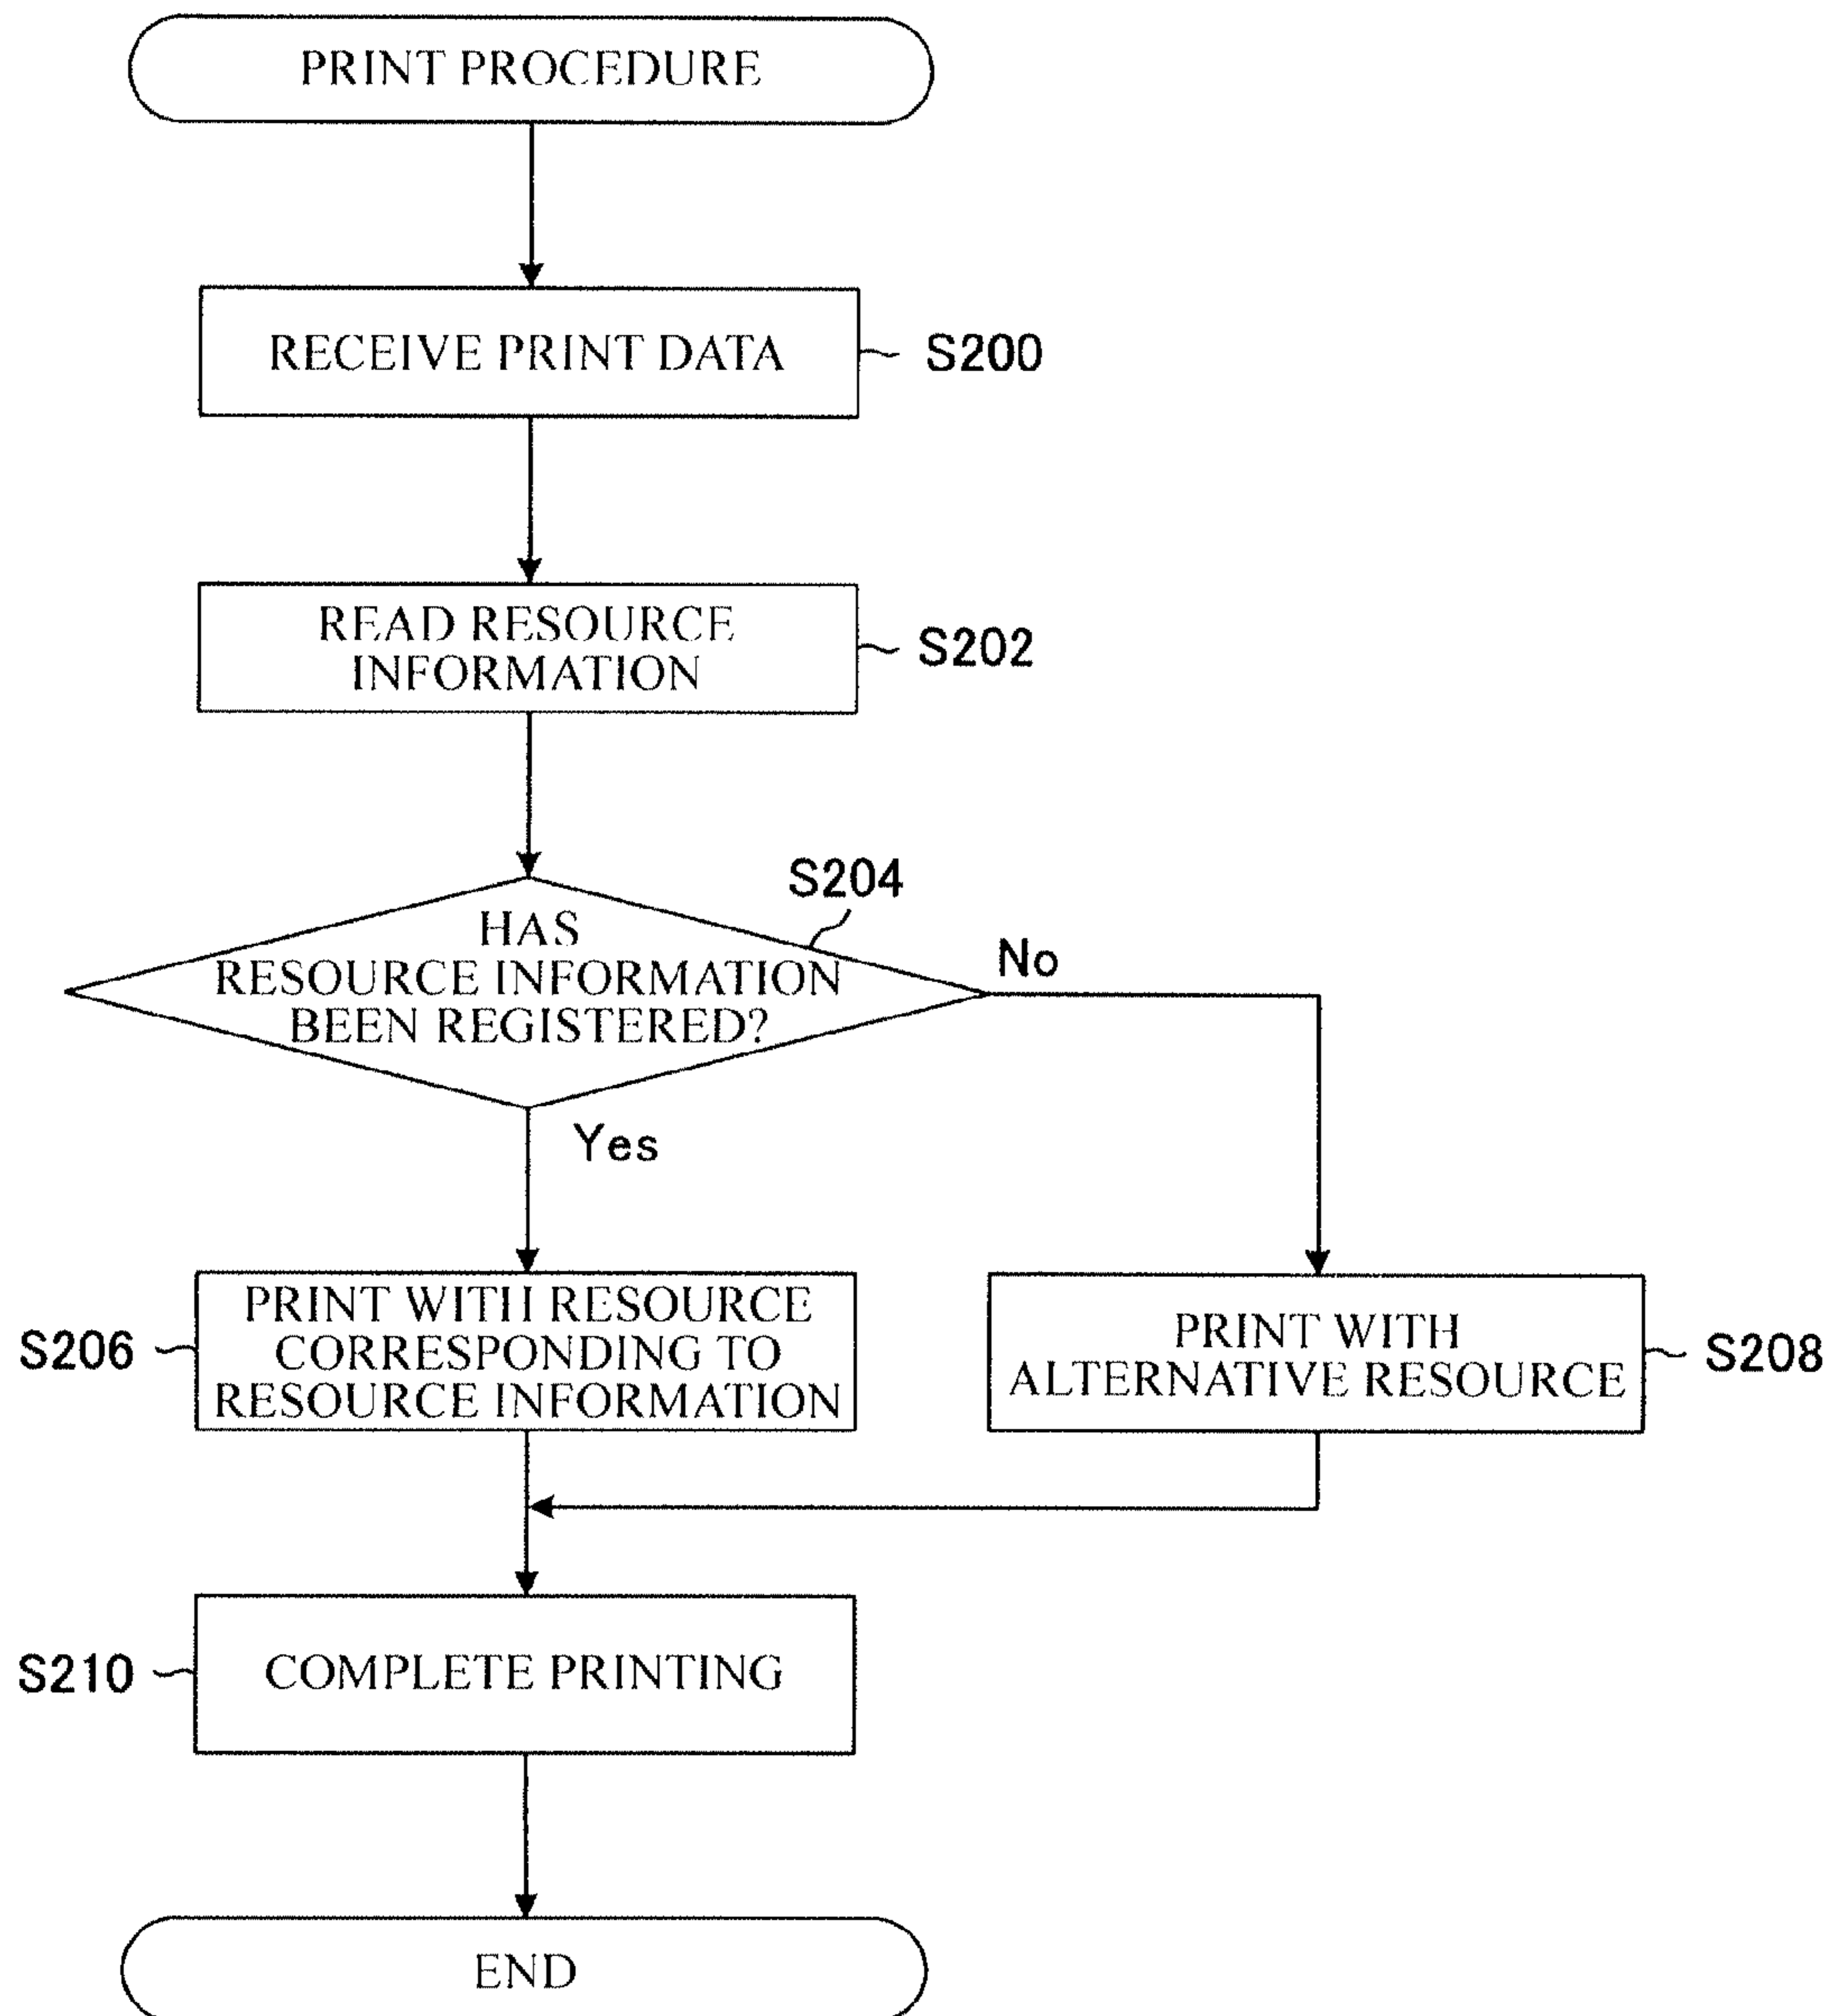 PRINT PROCEDURE
RECEIVE PRINT DATA
S200
READ RESOURCE
INFORMATION
S202
S204
HAS
RESOURCE INFORMATION
BEEN REGISTERED?
No
Yes
S206
PRINT WITH RESOURCE
CORRESPONDING TO
RESOURCE INFORMATION
PRINT WITH
ALTERNATIVE RESOURCE
S208
S210
COMPLETE PRINTING
END